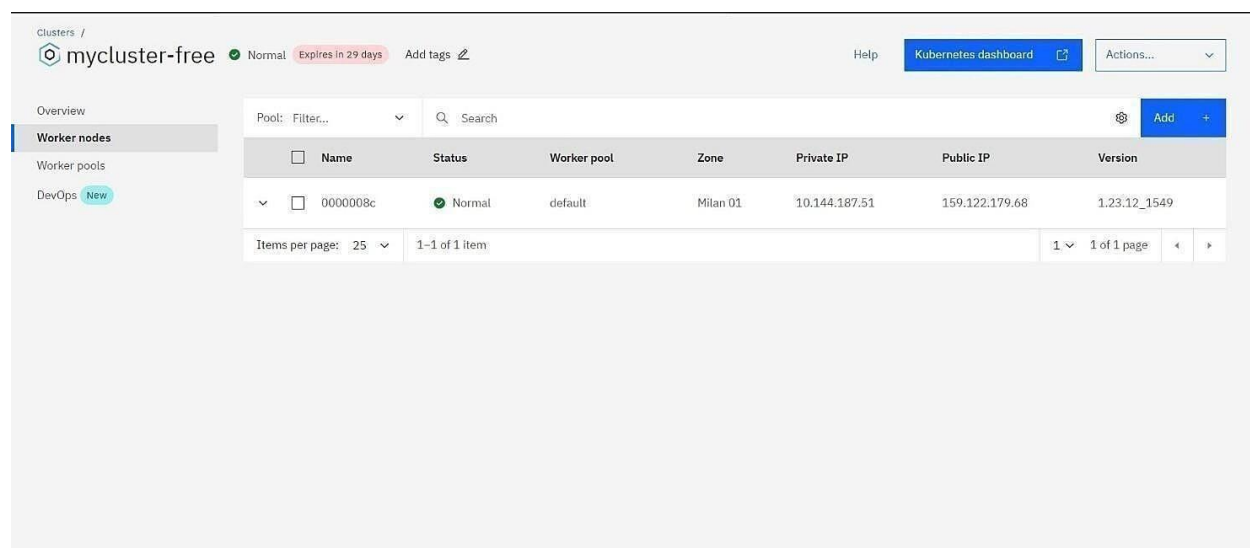 Clusters /
mycluster-free Normal Expires in 29 days Add tags Help Kubernetes dashboard Actions...
Overview
Worker nodes
Worker pools
DevOps New
Pool: Filter... Search Add +
Name Status Worker pool Zone Private IP Public IP Version
0000008c Normal default Milan 01 10.144.187.51 159.122.179.68 1.23.12_1549
Items per page: 25 1–1 of 1 item 1 1 of 1 page